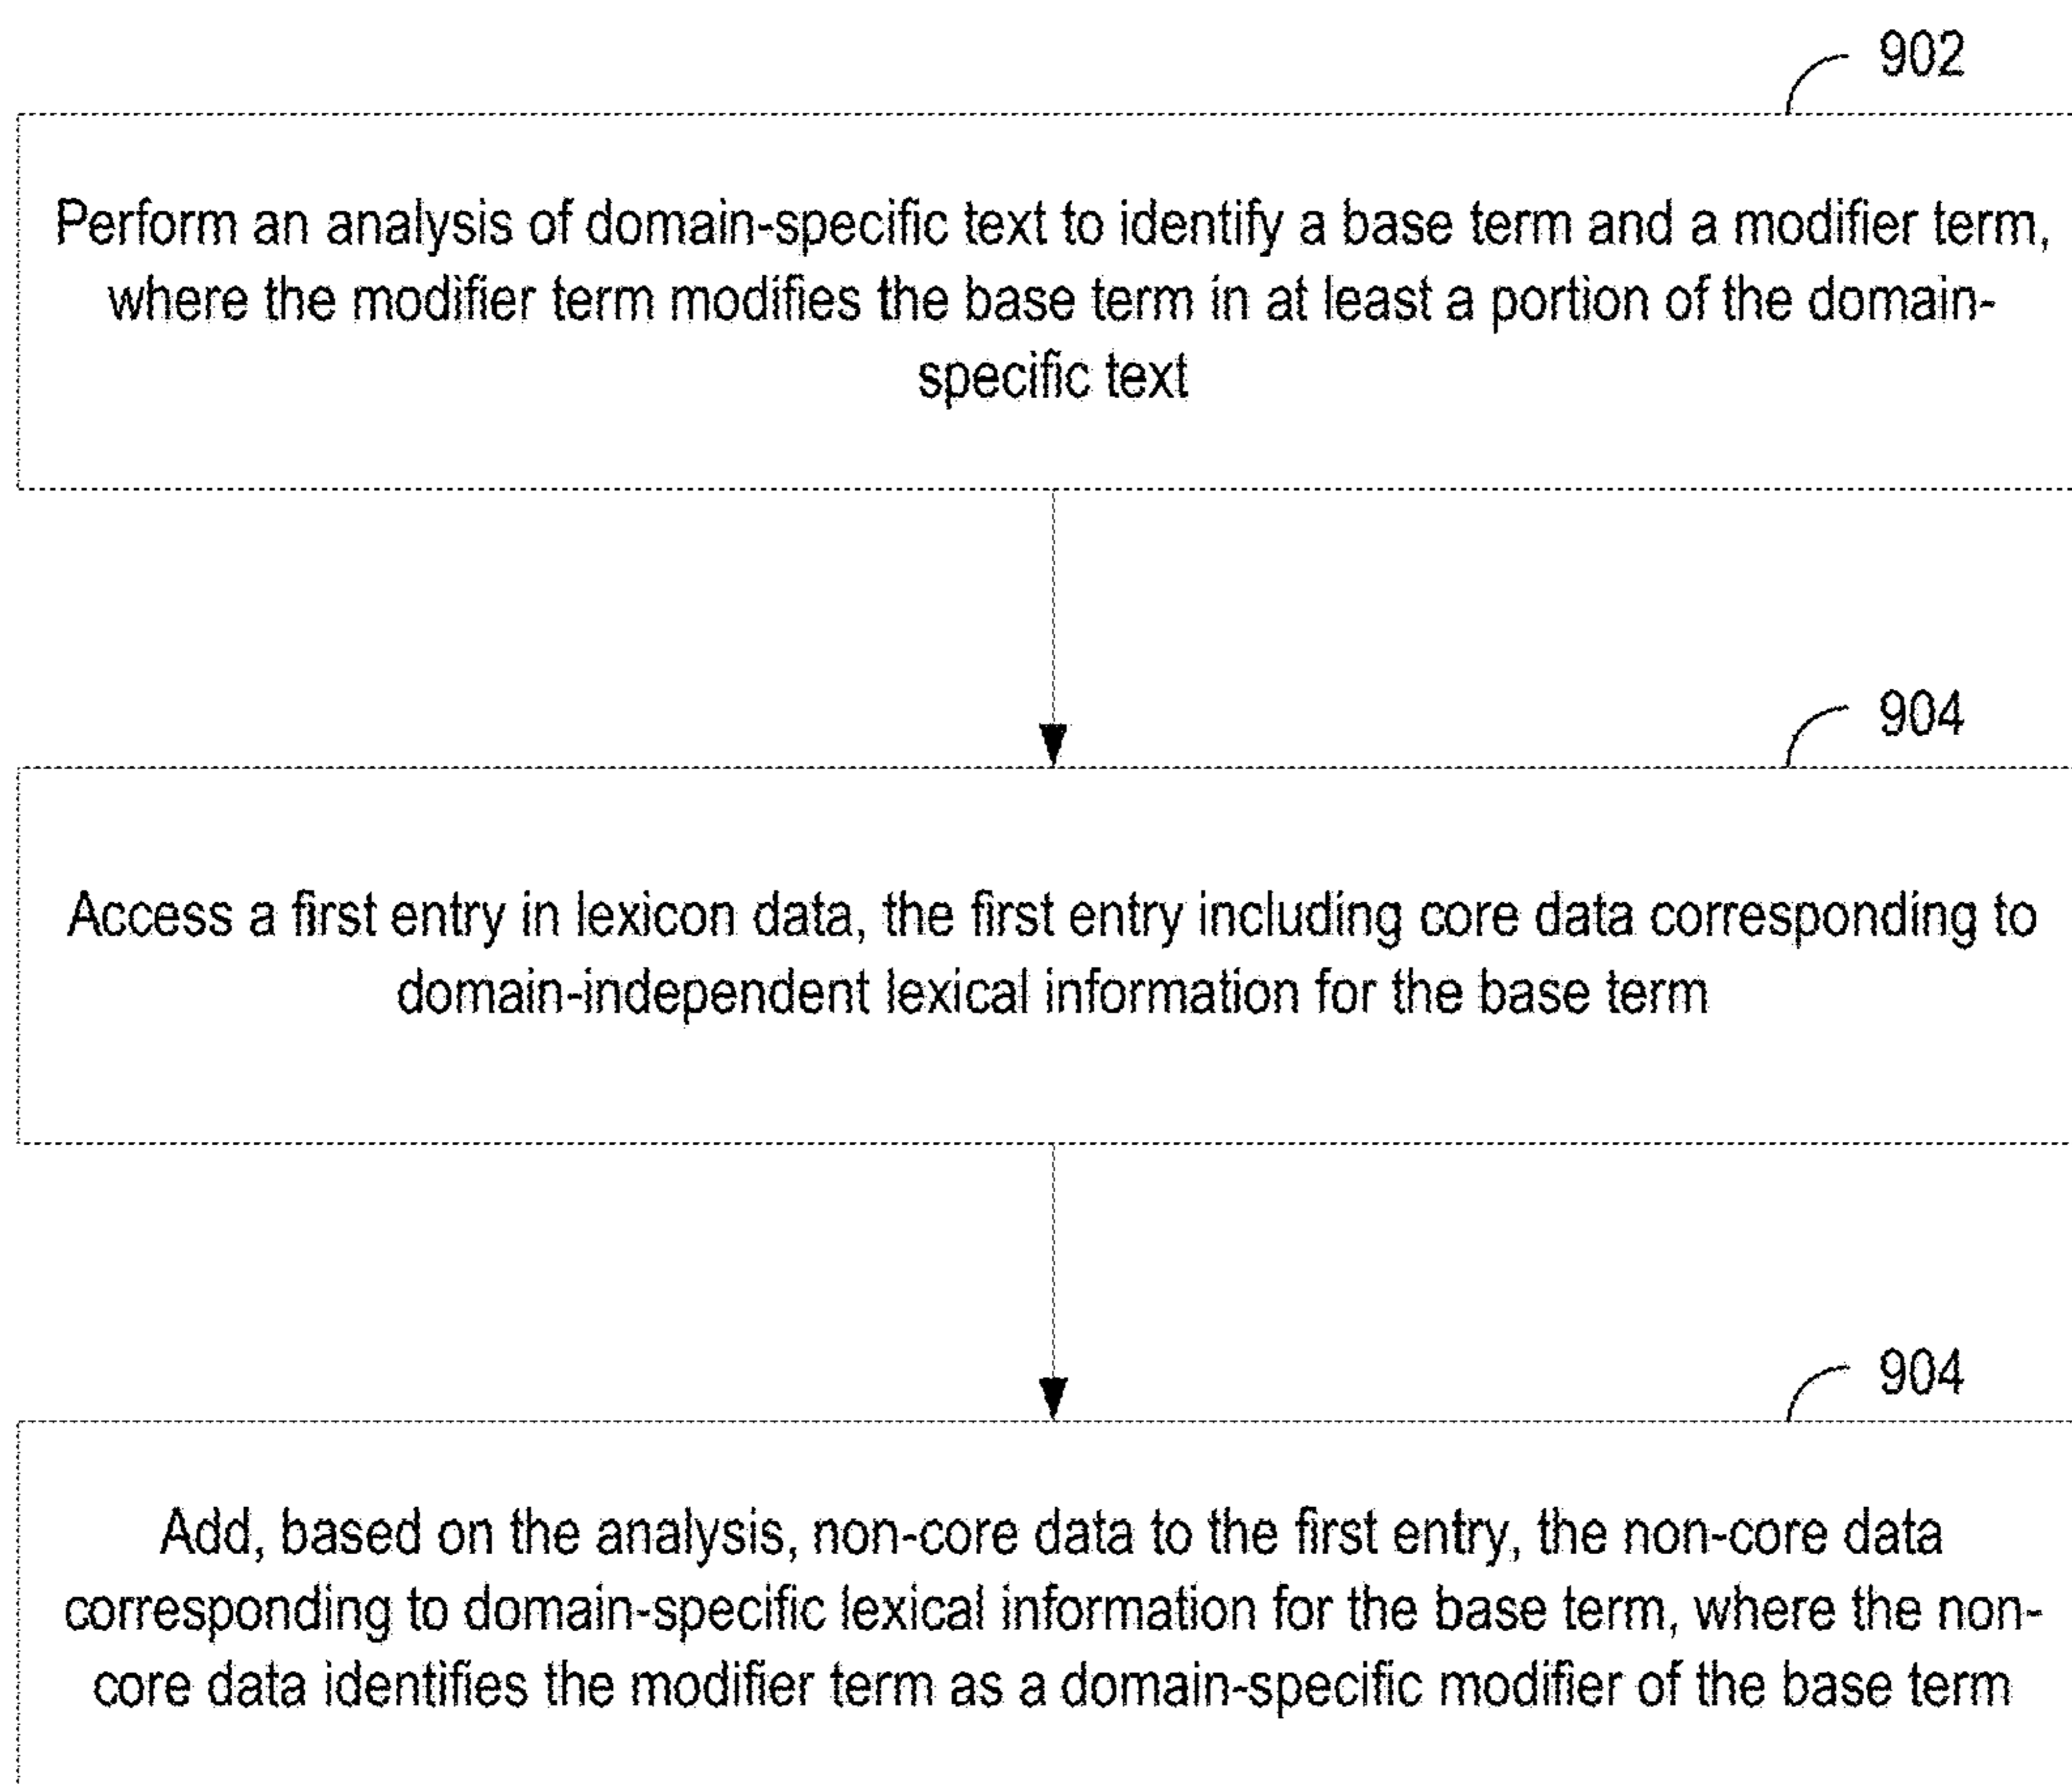 902
Perform an analysis of domain-specific text to identify a base term and a modifier term,
where the modifier term modifies the base term in at least a portion of the domain-
specific text
904
Access a first entry in lexicon data, the first entry including core data corresponding to
domain-independent lexical information for the base term
904
Add, based on the analysis, non-core data to the first entry, the non-core data
corresponding to domain-specific lexical information for the base term, where the non-
core data identifies the modifier term as a domain-specific modifier of the base term